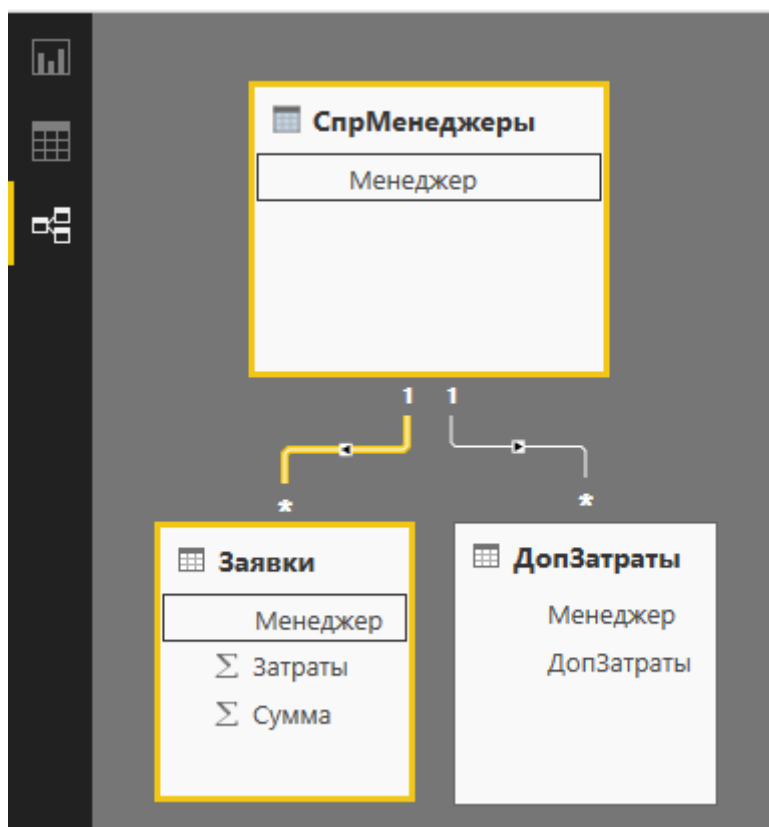 СпрМенеджеры
Менеджер
1 1
* *
Заявки
Менеджер
Σ Затраты
Σ Сумма
ДопЗатраты
Менеджер
ДопЗатраты